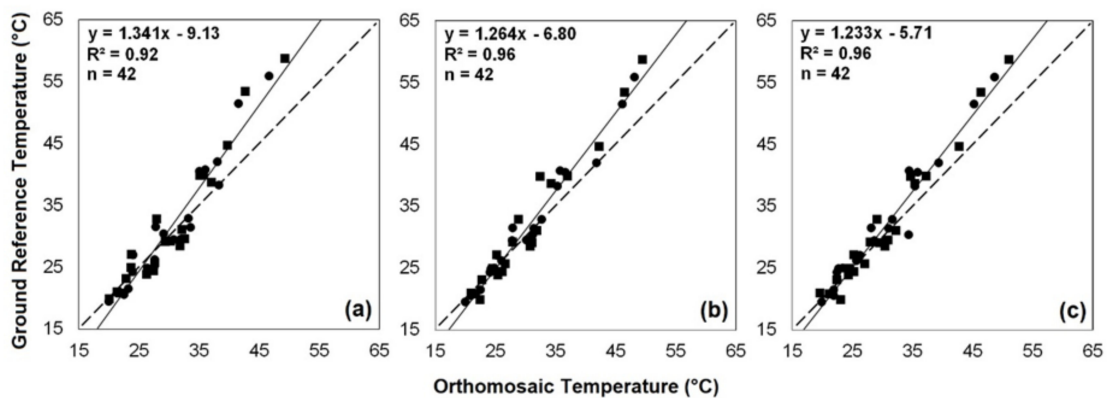 Ground Reference Temperature (°C)
65
55
45
35
25
15
y = 1.341x - 9.13
R² = 0.92
n = 42
(a)
15 25 35 45 55 65
65
55
45
35
25
15
y = 1.264x - 6.80
R² = 0.96
n = 42
(b)
15 25 35 45 55 65
65
55
45
35
25
15
y = 1.233x - 5.71
R² = 0.96
n = 42
(c)
15 25 35 45 55 65
Orthomosaic Temperature (°C)